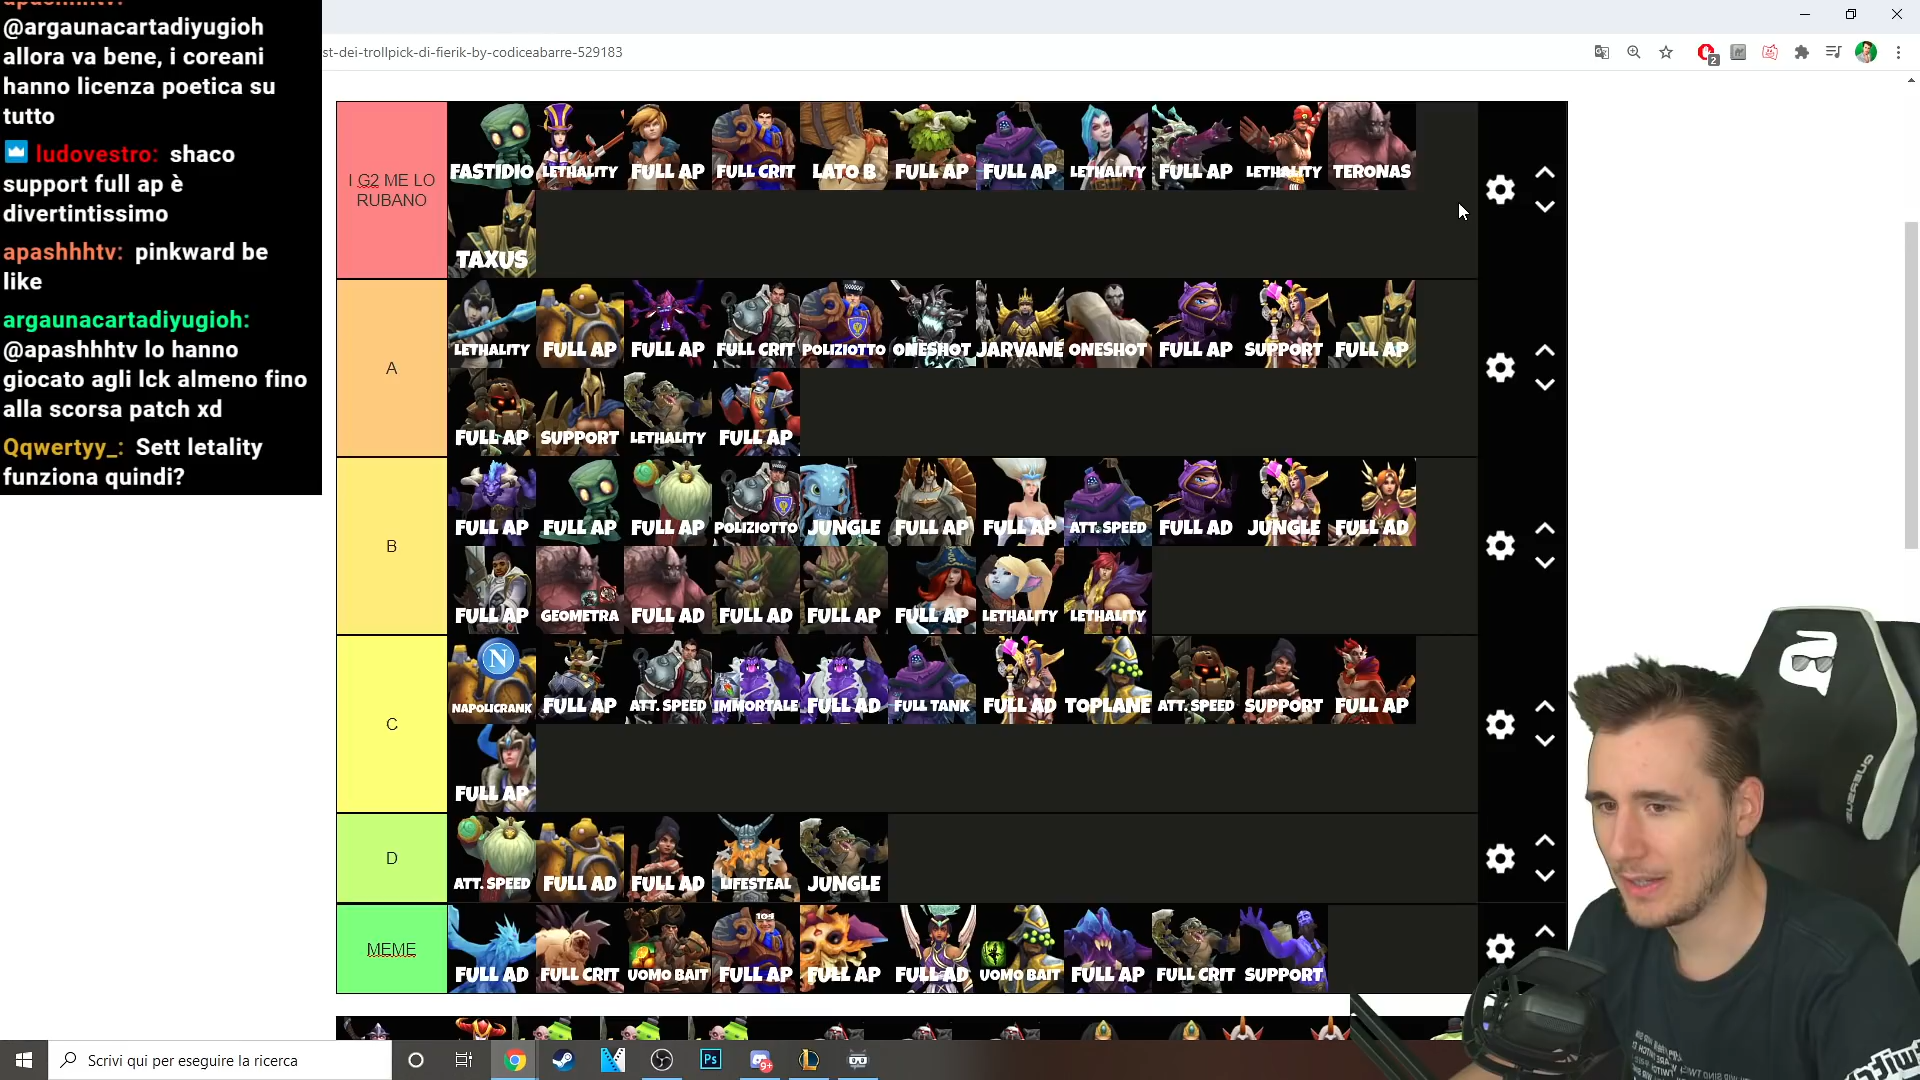 @argaunacartadiyugioh
allora va bene, i coreani
hanno licenza poetica su
tutto
ludovestro: shaco
support full ap è
divertintissimo
apashhhtv: pinkward be
like
argaunacartadiyugioh:
@apashhhtv lo hanno
giocato agli lck almeno fino
alla scorsa patch xd
Qqwertyy_: Sett letality
funziona quindi?
st-dei-trollpick-di-fierik-by-codiceabarre-529183
2
I G2 ME LO
RUBANO
FASTIDIO LETHALITY FULL AP FULL CRIT LATO B FULL AP FULL AP LETHALITY FULL AP LETHALITY TERONAS
TAXUS
A
LETHALITY FULL AP FULL AP FULL CRIT POLIZIOTTO ONESHOT JARVANE ONESHOT FULL AP SUPPORT FULL AP
FULL AP SUPPORT LETHALITY FULL AP
B
FULL AP FULL AP FULL AP POLIZIOTTO JUNGLE FULL AP FULL AP ATT. SPEED FULL AD JUNGLE FULL AD
FULL AP GEOMETRA FULL AD FULL AD FULL AP FULL AP LETHALITY LETHALITY
C
N
NAPOLICRANK FULL AP ATT. SPEED IMMORTALE FULL AD FULL TANK FULL AD TOPLANE ATT. SPEED SUPPORT FULL AP
FULL AP
D
ATT. SPEED FULL AD FULL AD LIFESTEAL JUNGLE
MEME
104
FULL AD FULL CRIT UOMO BAIT FULL AP FULL AP FULL AD UOMO BAIT FULL AP FULL CRIT SUPPORT
QUERSUS
Scrivi qui per eseguire la ricerca
Ps
9+